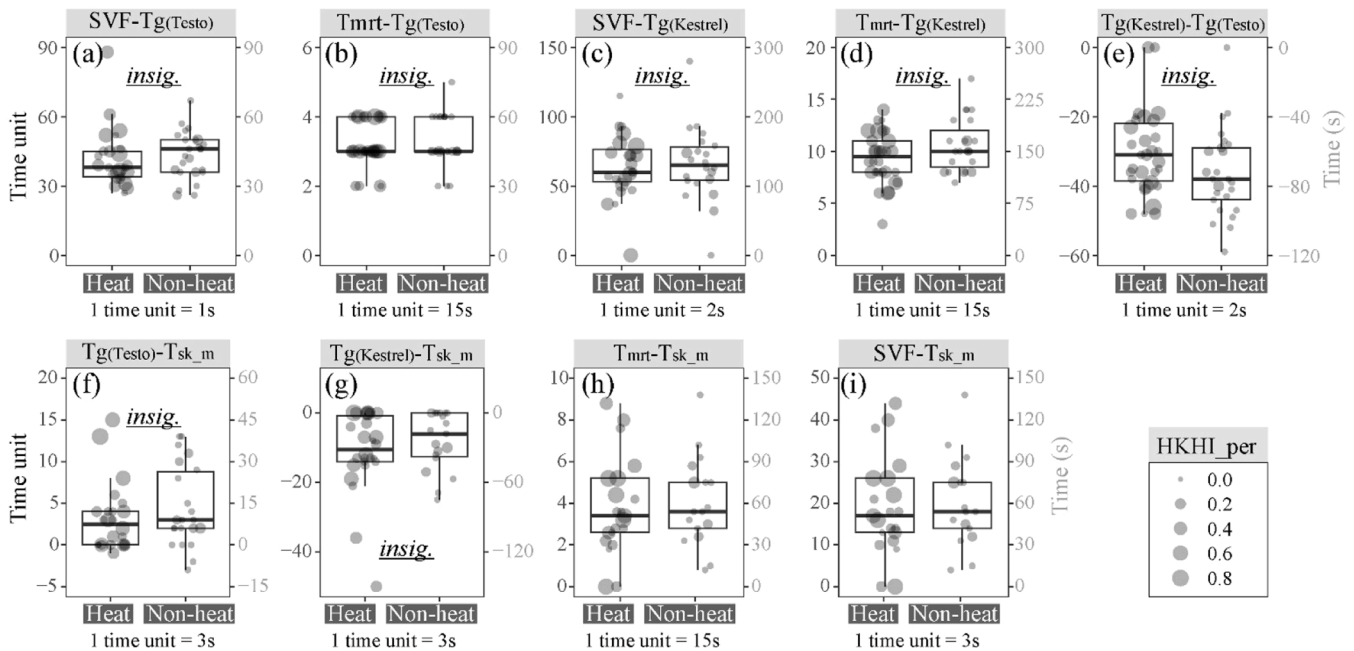 SVF-Tg(Testo) Tmrt-Tg(Testo) SVF-Tg(Kestrel) Tmrt-Tg(Kestrel) Tg(Kestrel)-Tg(Testo)
(a) (b) (c) (d) (e)
insig. insig. insig. insig. insig.
Time unit
90 60 30 0
90 60 30 0
6 4 2 0
90 60 30 0
150 100 50 0
300 200 100 0
20 15 10 5 0
300 225 150 75 0
0 −20 −40 −60
0 −40 −80 −120
Time (s)
Heat Non-heat Heat Non-heat Heat Non-heat Heat Non-heat Heat Non-heat
1 time unit = 1s 1 time unit = 15s 1 time unit = 2s 1 time unit = 15s 1 time unit = 2s
Tg(Testo)-Tsk_m Tg(Kestrel)-Tsk_m Tmrt-Tsk_m SVF-Tsk_m
(f) (g) (h) (i)
insig. insig.
Time unit
20 15 10 5 0 −5
60 45 30 15 0 −15
0 −20 −40
0 −60 −120
10 8 6 4 2 0
150 120 90 60 30 0
50 40 30 20 10 0
150 120 90 60 30 0
Time (s)
Heat Non-heat Heat Non-heat Heat Non-heat Heat Non-heat
1 time unit = 3s 1 time unit = 3s 1 time unit = 15s 1 time unit = 3s
HKHI_per
0.0
0.2
0.4
0.6
0.8